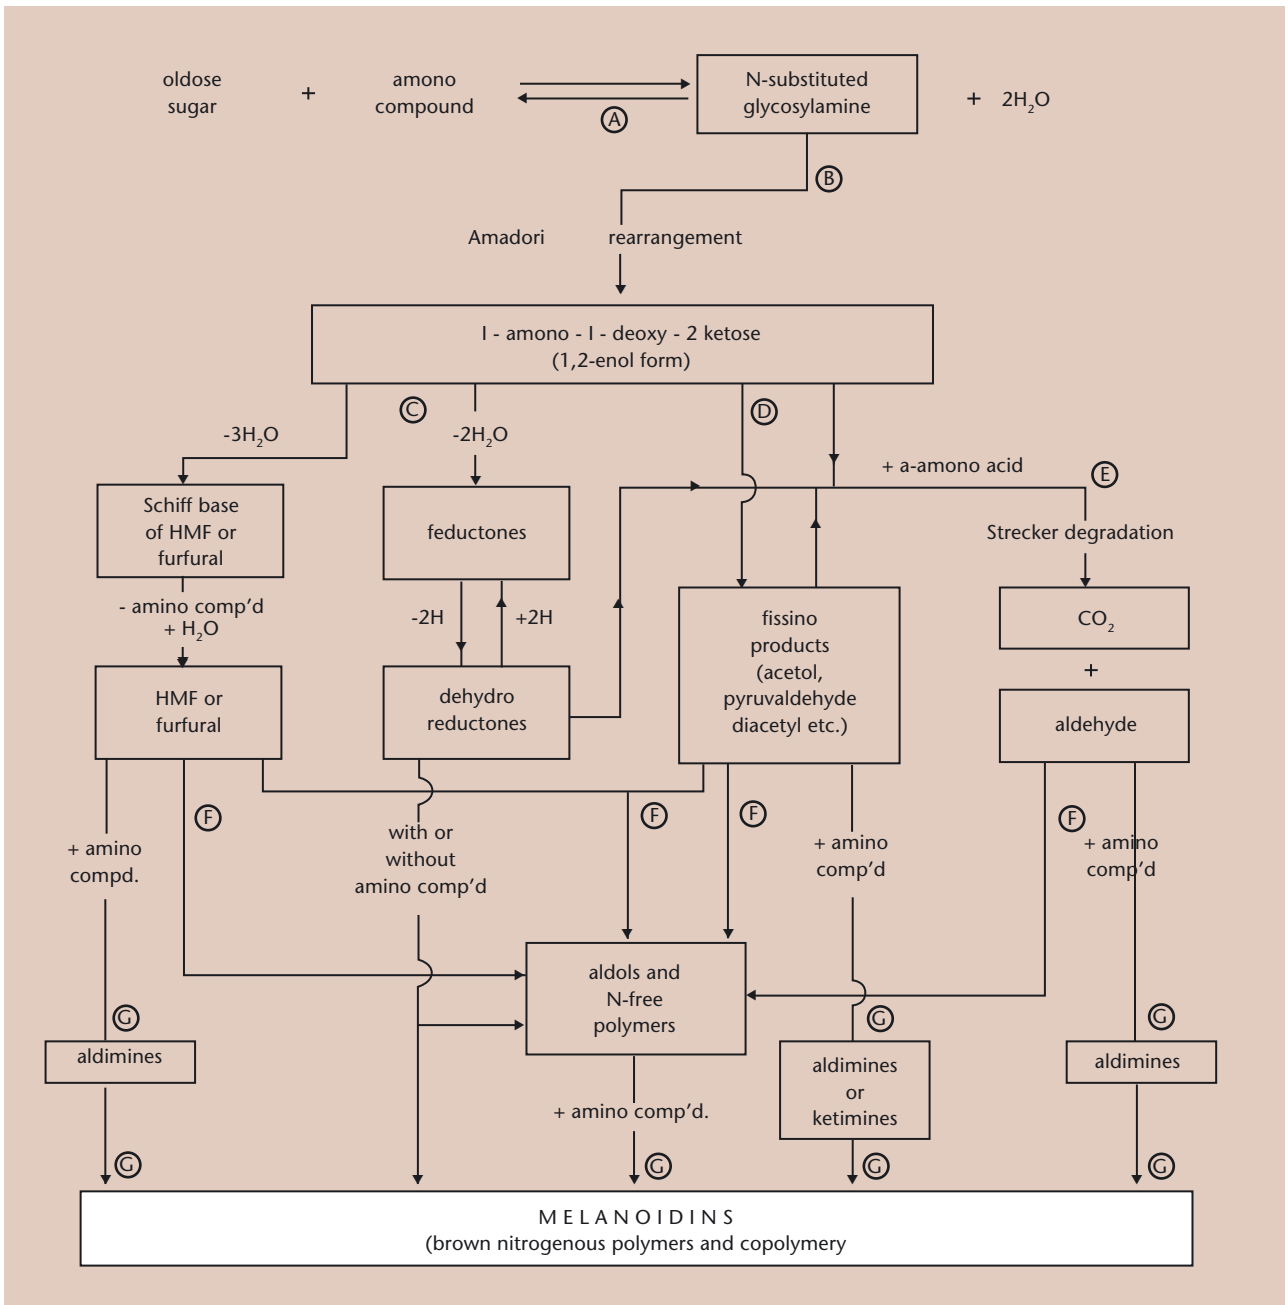 oldose
sugar
+
amono
compound
A
N-substituted
glycosylamine
+ 2H₂O
B
Amadori rearrangement
I - amono - I - deoxy - 2 ketose
(1,2-enol form)
C
D
-3H₂O
-2H₂O
+ a-amono acid
E
Schiff base
of HMF or
furfural
feductones
Strecker degradation
- amino comp’d
+ H₂O
-2H
+2H
fissino
products
(acetol,
pyruvaldehyde
diacetyl etc.)
CO₂
+
HMF or
furfural
dehydro
reductones
aldehyde
F
F
F
F
+ amino
compd.
with or
without
amino comp’d
+ amino
comp’d
+ amino
comp’d
aldols and
N-free
polymers
G
G
G
aldimines
aldimines
or
ketimines
aldimines
+ amino comp’d.
G
G
G
G
MELANOIDINS
(brown nitrogenous polymers and copolymery